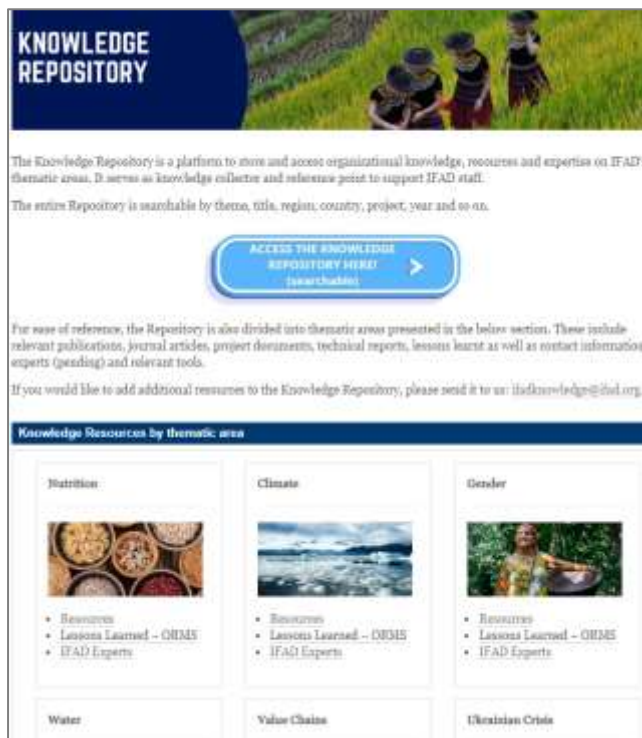 KNOWLEDGE
REPOSITORY
The Knowledge Repository is a platform to store and access organizational knowledge, resources and expertise on IFAD
thematic areas. It serves as knowledge collector and reference point to support IFAD staff.
The entire Repository is searchable by theme, title, region, country, project, year and so on.
ACCESS THE KNOWLEDGE
REPOSITORY HERE!
(searchable)
For ease of reference, the Repository is also divided into thematic areas presented in the below section. These include
relevant publications, journal articles, project documents, technical reports, lessons learnt as well as contact information
experts (pending) and relevant tools.
If you would like to add additional resources to the Knowledge Repository, please send it to us: ifadknowledge@ifad.org
Knowledge Resources by thematic area
Nutrition
Climate
Gender
• Resources
• Lessons Learned – ORMS
• IFAD Experts
• Resources
• Lessons Learned – ORMS
• IFAD Experts
• Resources
• Lessons Learned – ORMS
• IFAD Experts
Water
Value Chains
Ukrainian Crisis